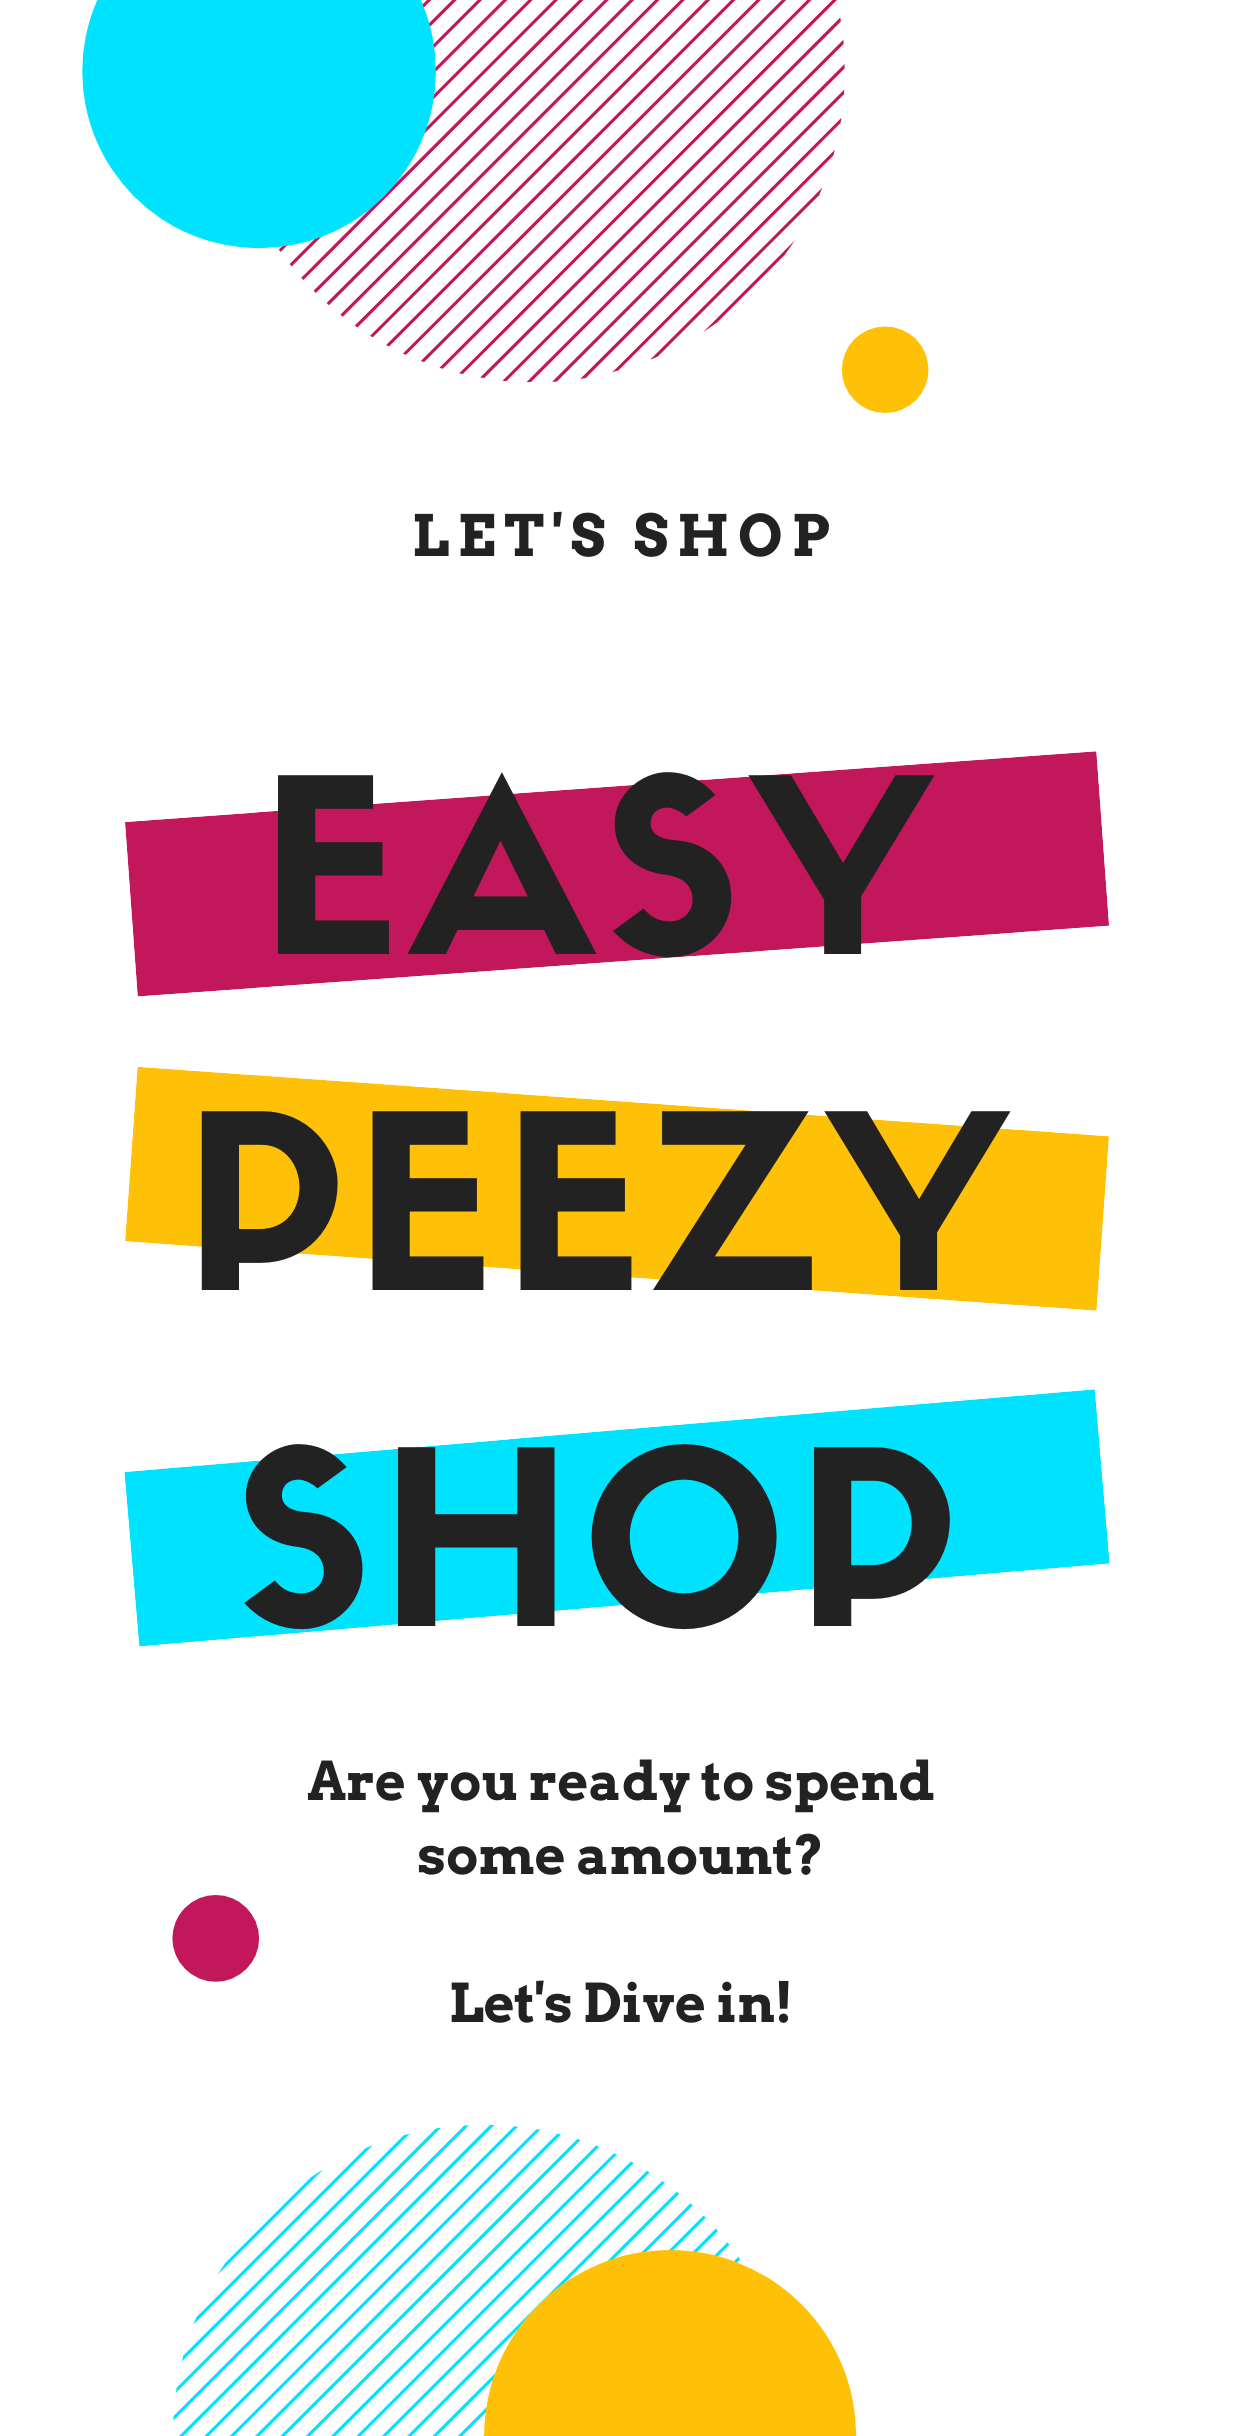 LET'S SHOP
EASY
PEEZY
SHOP
Are you ready to spend
some amount?
Let's Dive in!